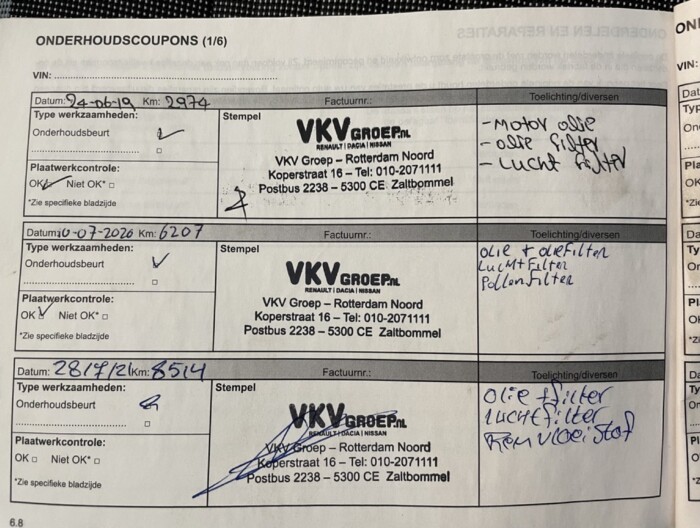 ONDERHOUDSCOUPONS (1/6)
VIN:
Datum: 24-06-19 Km: 2974 Factuurnr.: Toelichting/diversen
Type werkzaamheden: Stempel
Onderhoudsbeurt
Plaatwerkcontrole:
OK Niet OK*
*Zie specifieke bladzijde
VKV GROEP.NL
RENAULT | DACIA | NISSAN
VKV Groep – Rotterdam Noord
Koperstraat 16 – Tel: 010-2071111
Postbus 2238 – 5300 CE Zaltbommel
- Motor olie
- olie filter
- Lucht filter
Datum: 10-07-2020 Km: 6207 Factuurnr.: Toelichting/diversen
Type werkzaamheden: Stempel
Onderhoudsbeurt
Plaatwerkcontrole:
OK Niet OK*
*Zie specifieke bladzijde
VKV GROEP.NL
RENAULT | DACIA | NISSAN
VKV Groep – Rotterdam Noord
Koperstraat 16 – Tel: 010-2071111
Postbus 2238 – 5300 CE Zaltbommel
olie + oliefilter
Luchtfilter
Pollenfilter
Datum: 28/7/21 Km: 8514 Factuurnr.: Toelichting/diversen
Type werkzaamheden: Stempel
Onderhoudsbeurt
Plaatwerkcontrole:
OK Niet OK*
*Zie specifieke bladzijde
VKV GROEP.NL
RENAULT | DACIA | NISSAN
VKV Groep – Rotterdam Noord
Koperstraat 16 – Tel: 010-2071111
Postbus 2238 – 5300 CE Zaltbommel
Olie + filter
Luchtfilter
Remvloeistof
6.8
VIN: